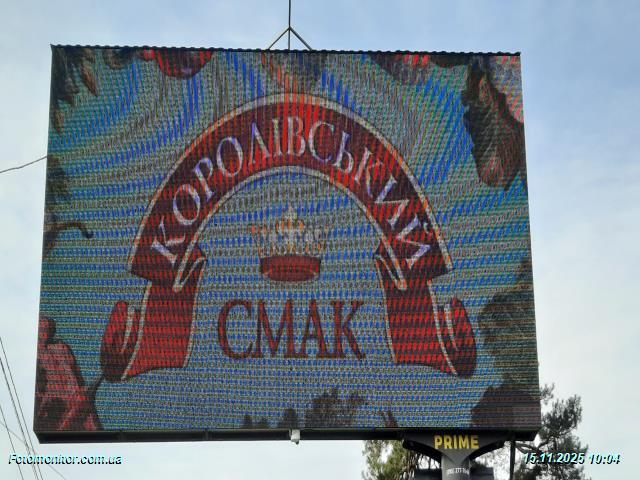 КОРОЛІВСЬКИЙ
СМАК
PRIME
Fotomonitor.com.ua
15.11.2025 10:04